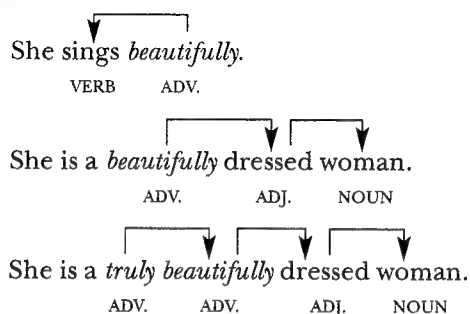 She sings beautifully.
VERB ADV.
She is a beautifully dressed woman.
ADV. ADJ. NOUN
She is a truly beautifully dressed woman.
ADV. ADV. ADJ. NOUN